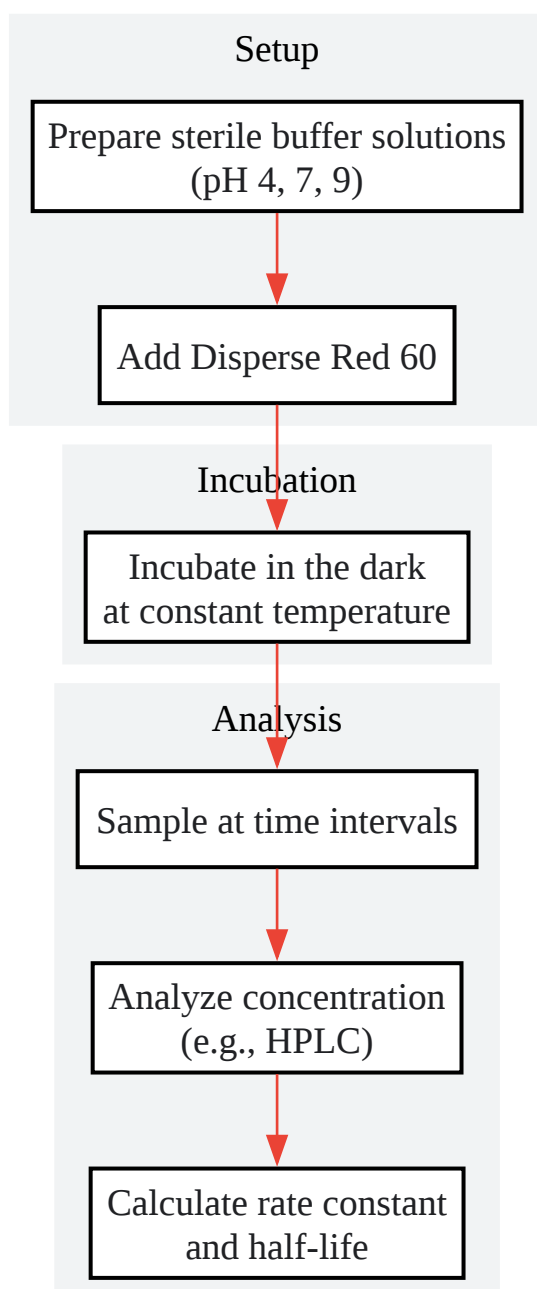 Setup
Prepare sterile buffer solutions
(pH 4, 7, 9)
Add Disperse Red 60
Incubation
Incubate in the dark
at constant temperature
Analysis
Sample at time intervals
Analyze concentration
(e.g., HPLC)
Calculate rate constant
and half-life